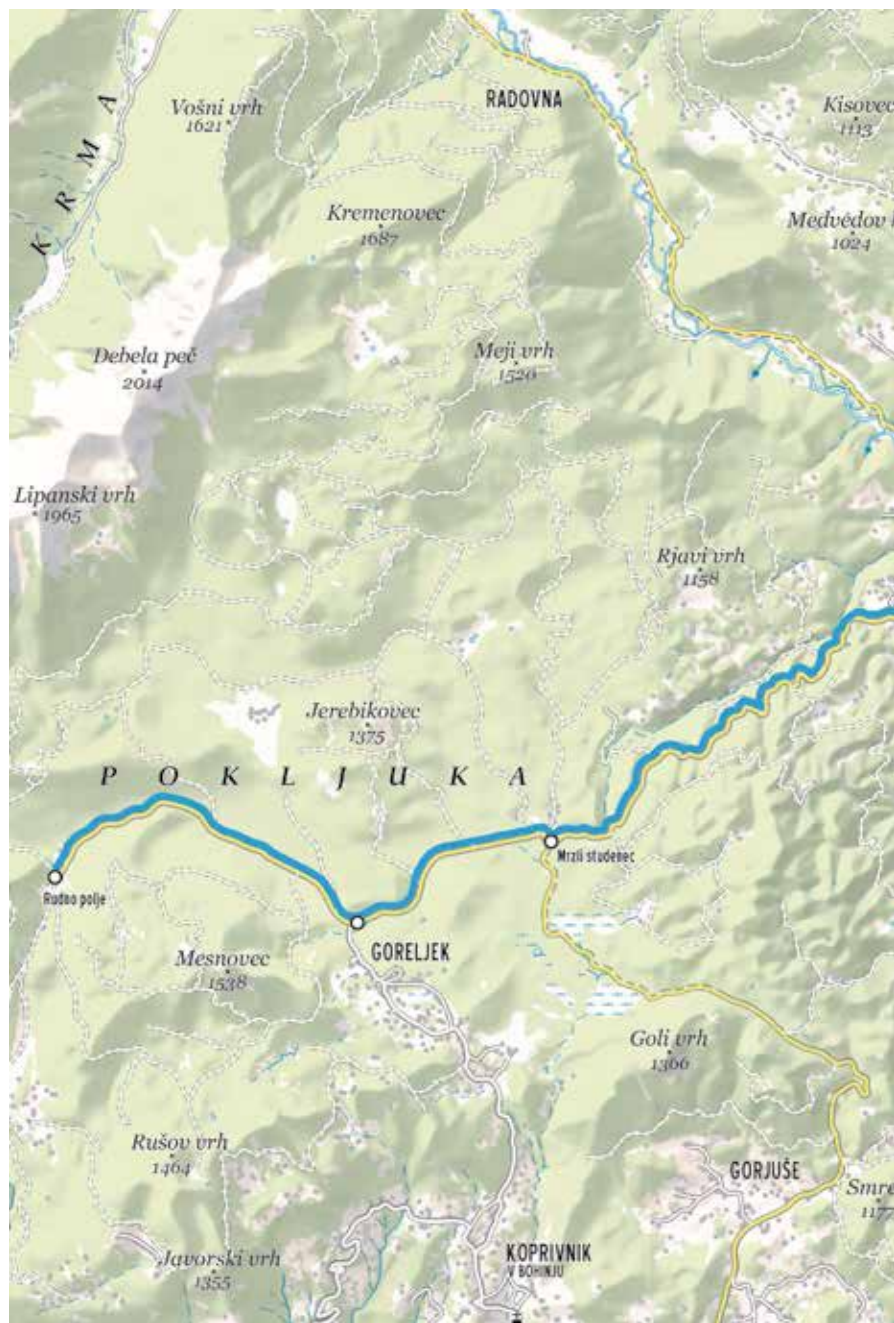 RADOVNA
Kisovec
1113
Vošni vrh
1621
KRMA
Kremenovec
1687
Medvedov
1024
Debela peč
2014
Meji vrh
1520
Lipanski vrh
1965
Rjavi vrh
1158
Jerebikovec
1375
POKLJUKA
Mrzli studenec
Rudno polje
GORELJEK
Mesnovec
1538
Goli vrh
1366
Rušov vrh
1464
GORJUŠE
Smre
1177
Javorski vrh
1355
KOPRIVNIK
V BOHINJU